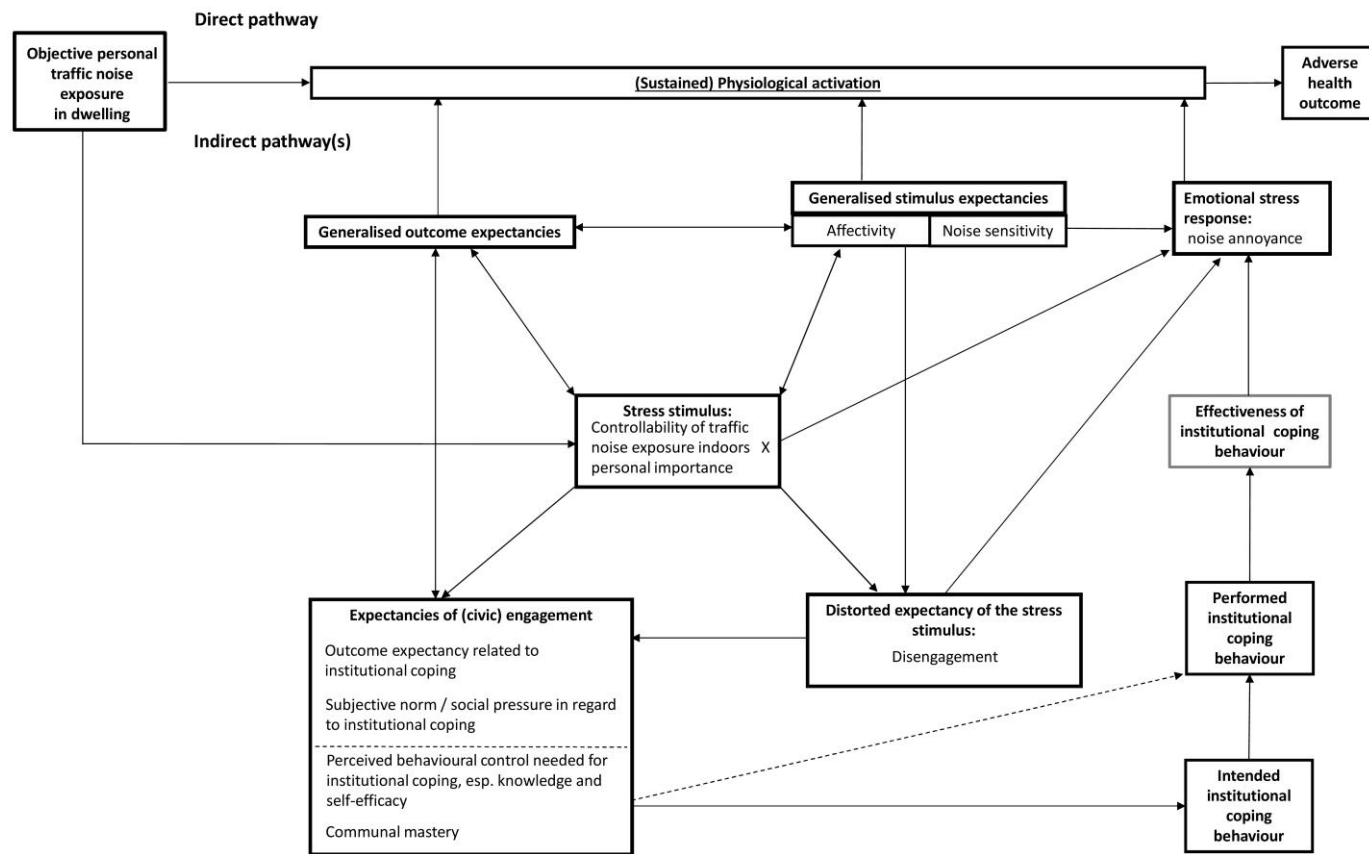 Direct pathway
Objective personal
traffic noise
exposure
in dwelling
(Sustained) Physiological activation
Adverse
health
outcome
Indirect pathway(s)
Generalised outcome expectancies
Generalised stimulus expectancies
Affectivity
Noise sensitivity
Emotional stress
response:
noise annoyance
Stress stimulus:
Controllability of traffic
noise exposure indoors X
personal importance
Effectiveness of
institutional coping
behaviour
Expectancies of (civic) engagement
Outcome expectancy related to
institutional coping
Subjective norm / social pressure in regard
to institutional coping
Perceived behavioural control needed for
institutional coping, esp. knowledge and
self-efficacy
Communal mastery
Distorted expectancy of the stress
stimulus:
Disengagement
Performed
institutional
coping
behaviour
Intended
institutional
coping
behaviour